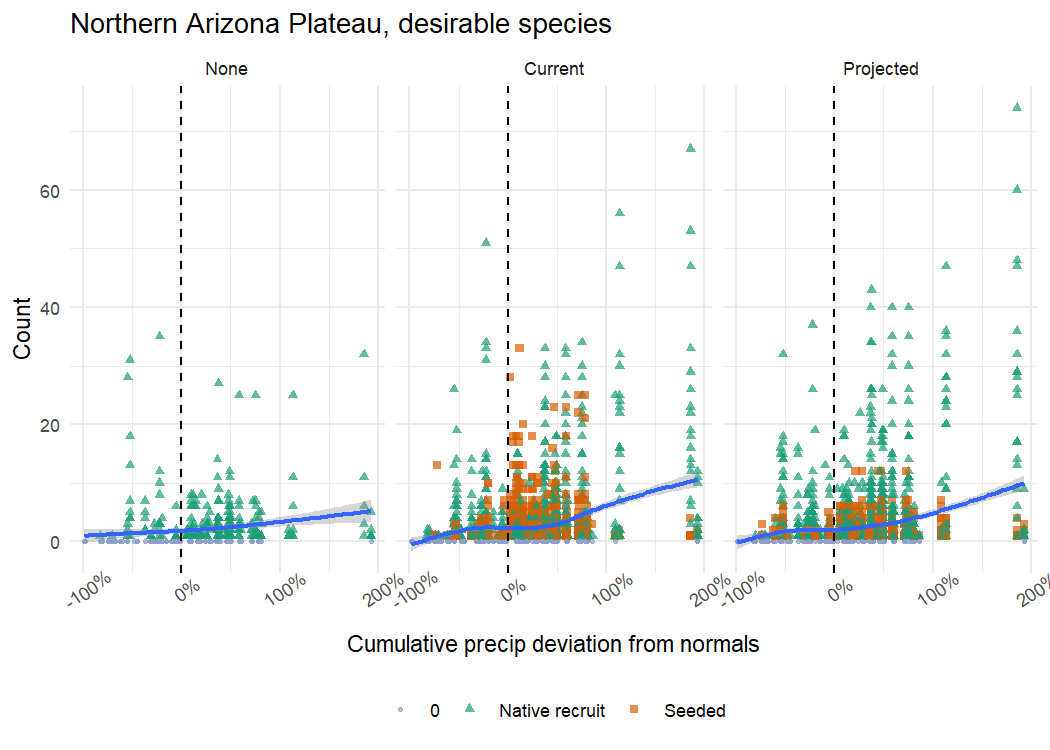 Northern Arizona Plateau, desirable species
None Current Projected
Count
60
40
20
0
-100% 0% 100% 200% -100% 0% 100% 200% -100% 0% 100% 200%
Cumulative precip deviation from normals
0 Native recruit Seeded